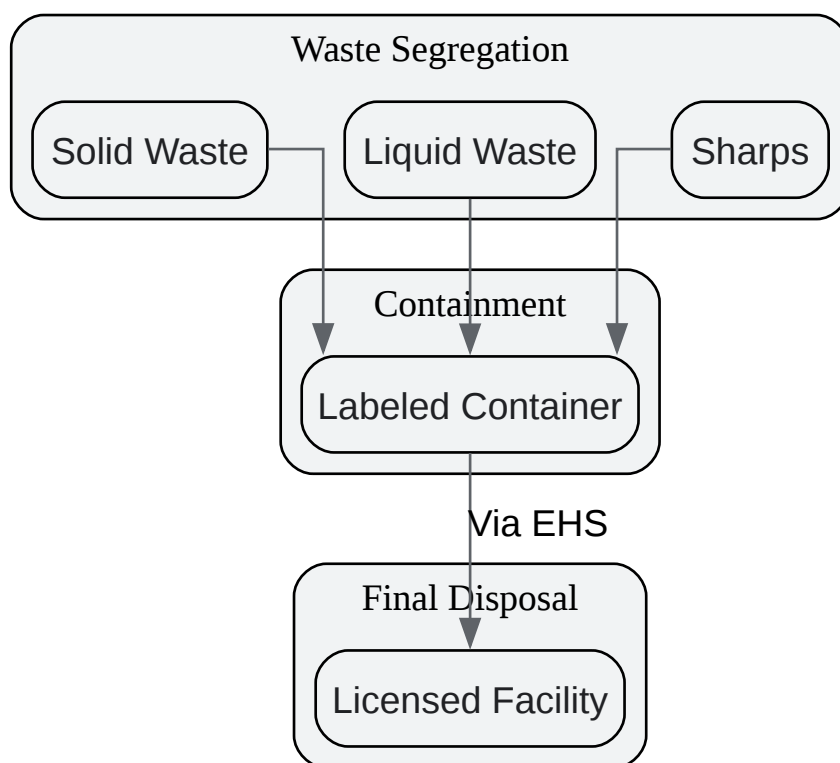 Waste Segregation
Solid Waste
Liquid Waste
Sharps
Containment
Labeled Container
Via EHS
Final Disposal
Licensed Facility